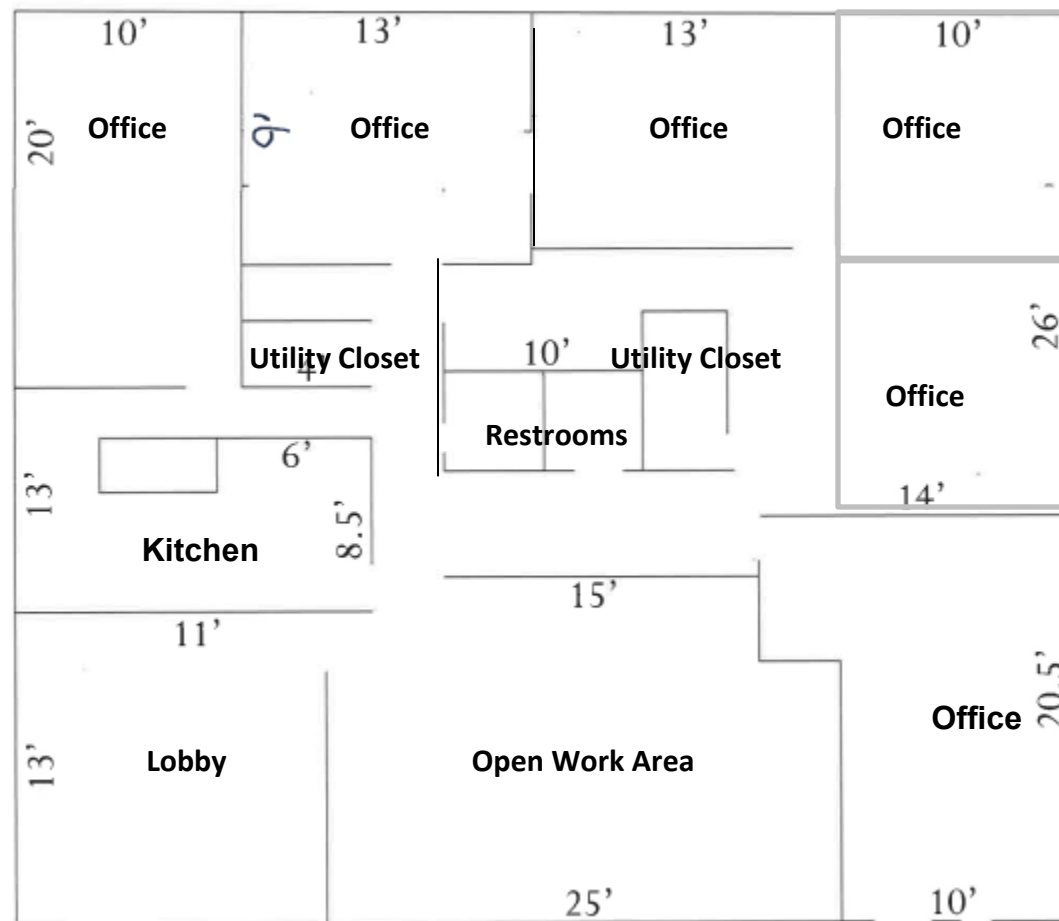 10' 13' 13' 10'
Office Office Office Office
20' 9'
Utility Closet 10' Utility Closet 26'
4'
Office
Restrooms
6'
13' 8.5' 14'
Kitchen
15'
11'
20.5'
Office
13' Lobby Open Work Area
25' 10'